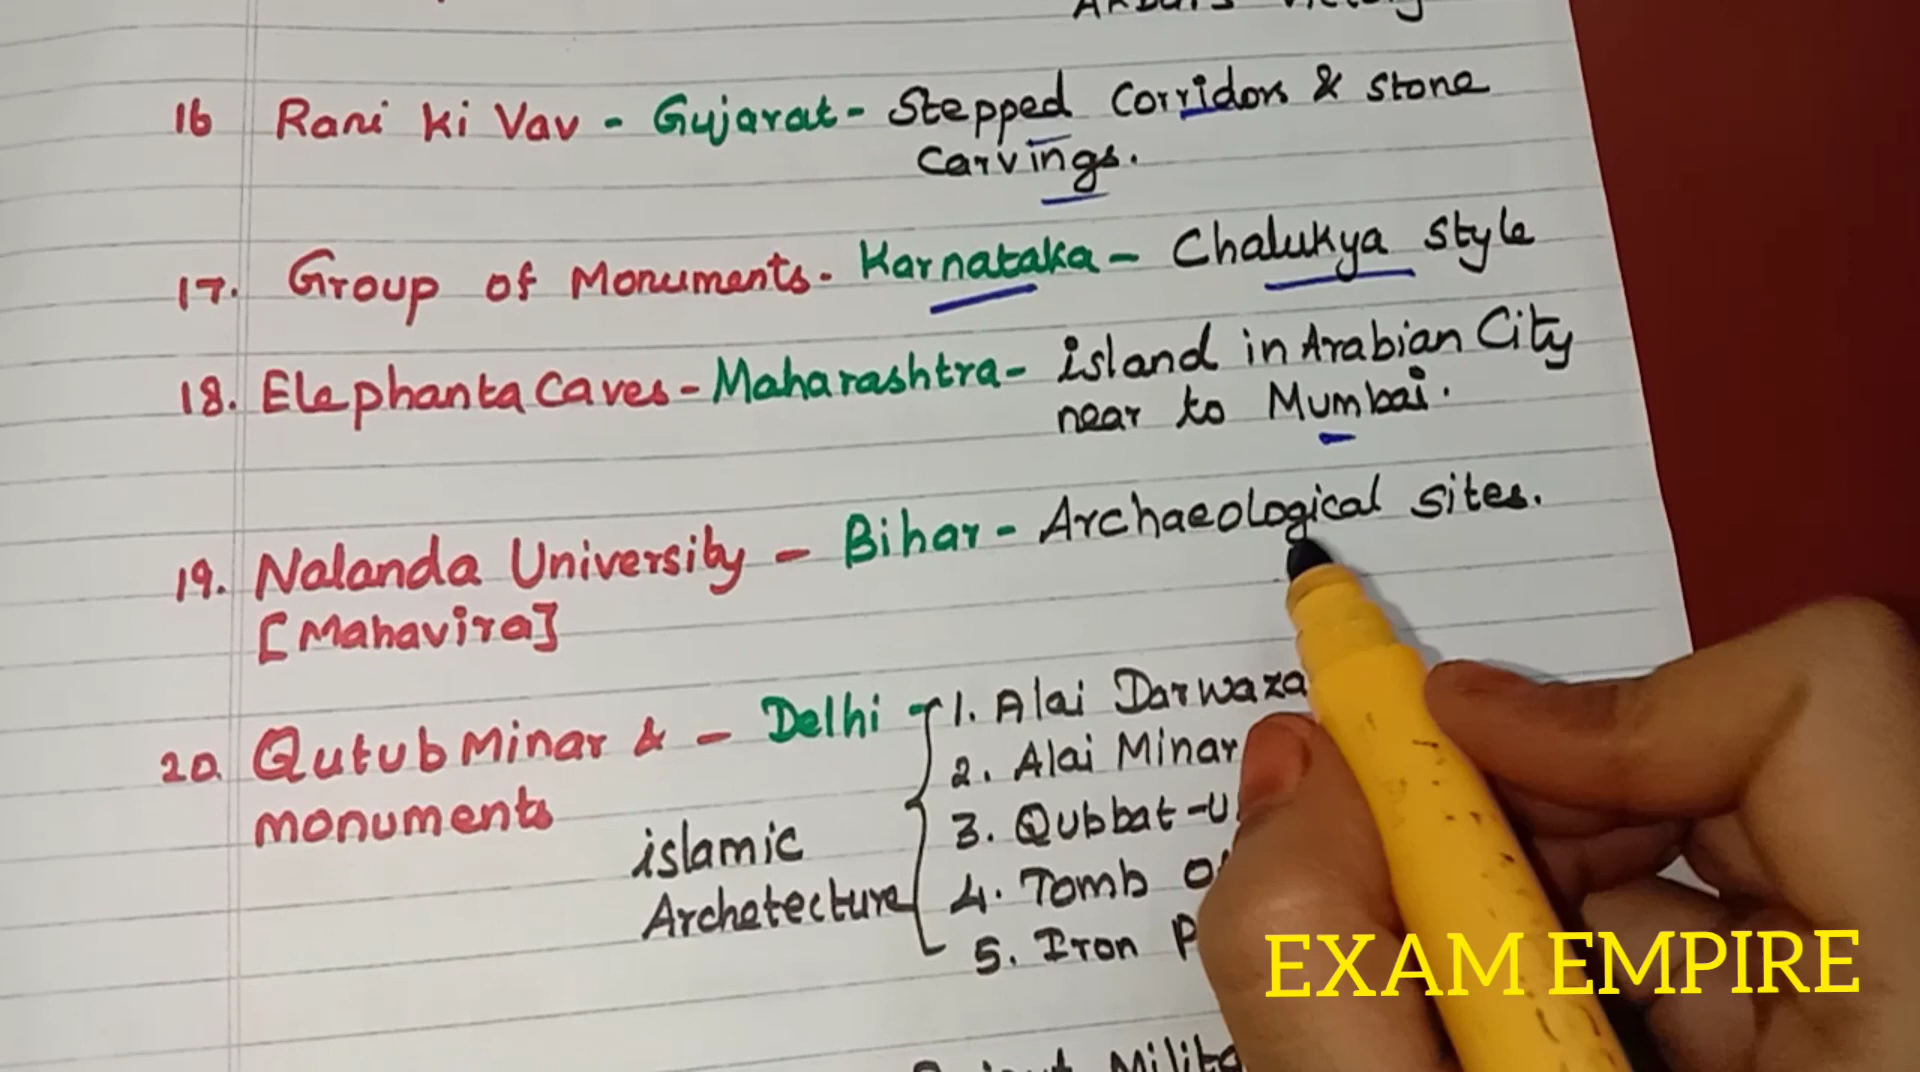 16 Rani Ki Vav - Gujarat - Stepped Corridors & stone
carvings.
17. Group of Monuments - Karnataka - Chalukya style
18. Elephanta Caves - Maharashtra - island in Arabian City
near to Mumbai.
19. Nalanda University - Bihar - Archaeological sites.
[Mahavira]
20. Qutub Minar & - Delhi - 1. Alai Darwaza
monuments
2. Alai Minar
3. Qubbat-U
islamic
Archetecture
4. Tomb
5. Iron
EXAM EMPIRE